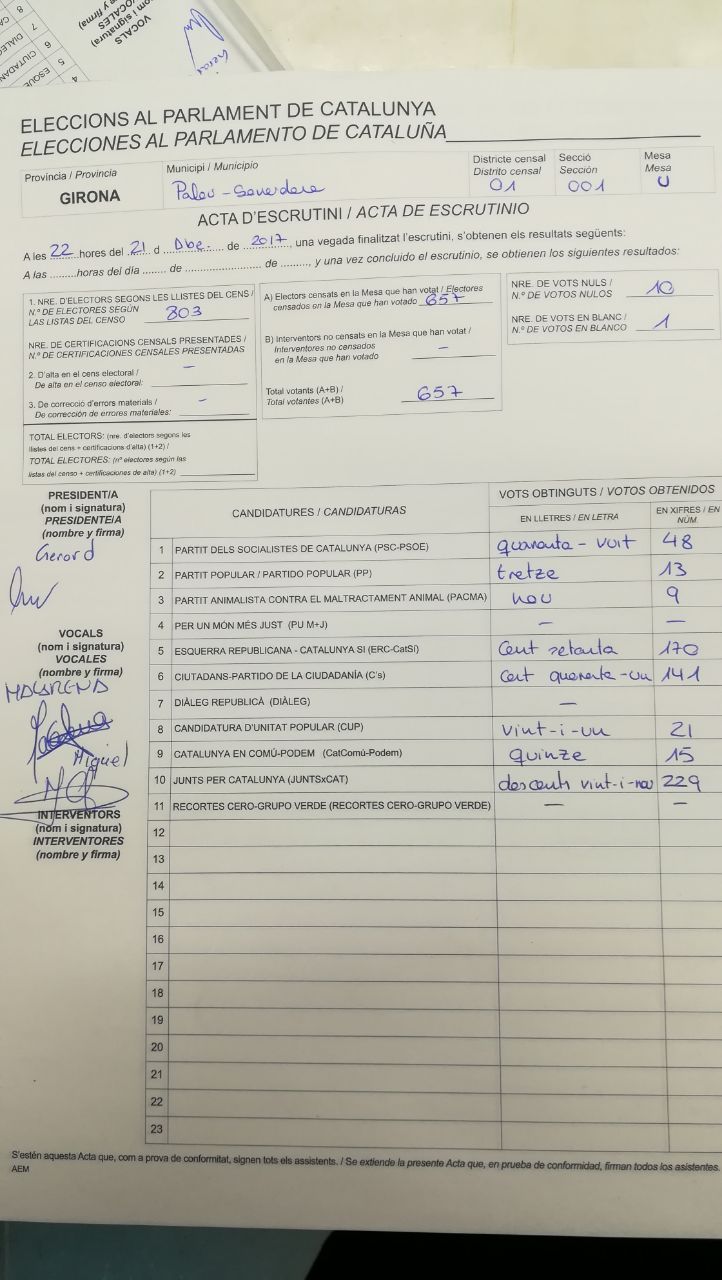 VOCALS
VOCALES
ELECCIONS AL PARLAMENT DE CATALUNYA
ELECCIONES AL PARLAMENTO DE CATALUÑA
Província / Provincia
GIRONA
Municipi / Municipio
Palau-Saverdera
Districte censal
Distrito censal
01
Secció
Sección
001
Mesa
Mesa
U
ACTA D'ESCRUTINI / ACTA DE ESCRUTINIO
A les 22 hores del 21 d Dbe. de 2017, una vegada finalitzat l'escrutini, s'obtenen els resultats següents:
A las ........horas del día ....... de ......................... de ........, y una vez concluido el escrutinio, se obtienen los siguientes resultados:
1. NRE. D'ELECTORS SEGONS LES LLISTES DEL CENS /
N.º DE ELECTORES SEGÚN
LAS LISTAS DEL CENSO 803
NRE. DE CERTIFICACIONS CENSALS PRESENTADES /
N.º DE CERTIFICACIONES CENSALES PRESENTADAS
2. D'alta en el cens electoral / –
De alta en el censo electoral:
3. De correcció d'errors materials / –
De corrección de errores materiales:
TOTAL ELECTORS: (nre. d'electors segons les
llistes del cens + certificacions d'alta) (1+2) /
TOTAL ELECTORES: (nº electores según las
listas del censo + certificaciones de alta) (1+2)
A) Electors censats en la Mesa que han votat / Electores
censados en la Mesa que han votado 657
B) Interventors no censats en la Mesa que han votat /
Interventores no censados
en la Mesa que han votado –
Total votants (A+B) /
Total votantes (A+B) 657
NRE. DE VOTS NULS /
N.º DE VOTOS NULOS 10
NRE. DE VOTS EN BLANC /
N.º DE VOTOS EN BLANCO 1
PRESIDENT/A
(nom i signatura)
PRESIDENTE/A
(nombre y firma)
Gerard
VOCALS
(nom i signatura)
VOCALES
(nombre y firma)
MACARENA
Miguel
INTERVENTORS
(nom i signatura)
INTERVENTORES
(nombre y firma)
CANDIDATURES / CANDIDATURAS
VOTS OBTINGUTS / VOTOS OBTENIDOS
EN LLETRES / EN LETRA
EN XIFRES / EN NÚM.
1 PARTIT DELS SOCIALISTES DE CATALUNYA (PSC-PSOE) quaranta-vuit 48
2 PARTIT POPULAR / PARTIDO POPULAR (PP) tretze 13
3 PARTIT ANIMALISTA CONTRA EL MALTRACTAMENT ANIMAL (PACMA) nou 9
4 PER UN MÓN MÉS JUST (PU M+J) – –
5 ESQUERRA REPUBLICANA - CATALUNYA SI (ERC-CatSí) Cent setanta 170
6 CIUTADANS-PARTIDO DE LA CIUDADANÍA (C's) Cent quaranta-un 141
7 DIÀLEG REPUBLICÀ (DIÀLEG) –
8 CANDIDATURA D'UNITAT POPULAR (CUP) vint-i-un 21
9 CATALUNYA EN COMÚ-PODEM (CatComú-Podem) quinze 15
10 JUNTS PER CATALUNYA (JUNTSxCAT) descents vint-i-nou 229
11 RECORTES CERO-GRUPO VERDE (RECORTES CERO-GRUPO VERDE) – –
12
13
14
15
16
17
18
19
20
21
22
23
S'estén aquesta Acta que, com a prova de conformitat, signen tots els assistents. / Se extiende la presente Acta que, en prueba de conformidad, firman todos los asistentes.
AEM